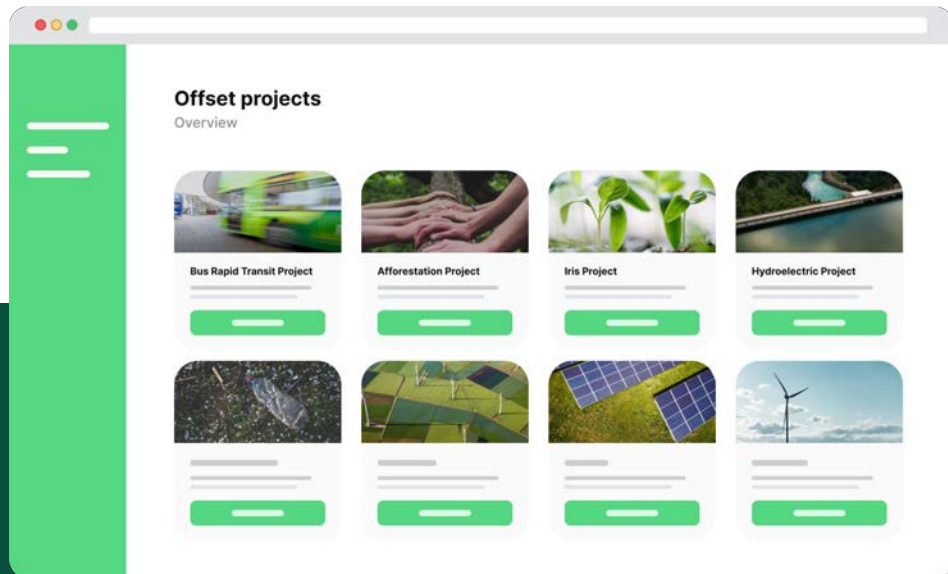 Offset projects
Overview
Bus Rapid Transit Project
Afforestation Project
Iris Project
Hydroelectric Project